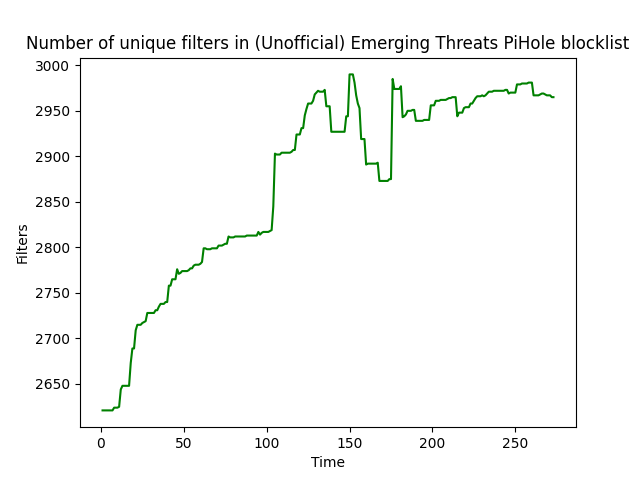 Number of unique filters in (Unofficial) Emerging Threats PiHole blocklist
3000
2950
2900
2850
2800
2750
2700
2650
Filters
0 50 100 150 200 250
Time